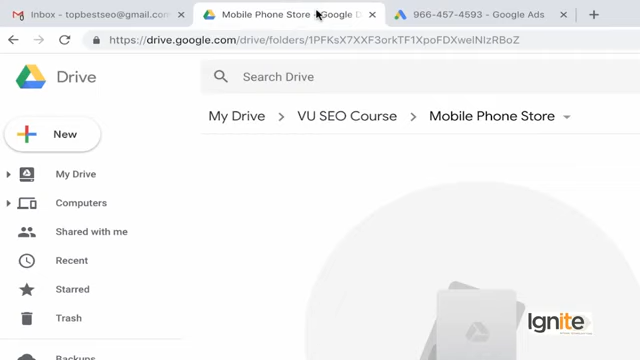 Inbox - topbestseo@gmail.com
Mobile Phone Store - Google D
966-457-4593 - Google Ads
https://drive.google.com/drive/folders/1PFKsX7XXF3orkTF1XpoFDXwelNIzRBoZ
Drive
Search Drive
My Drive > VU SEO Course > Mobile Phone Store
New
My Drive
Computers
Shared with me
Recent
Starred
Trash
Backups
Ignite